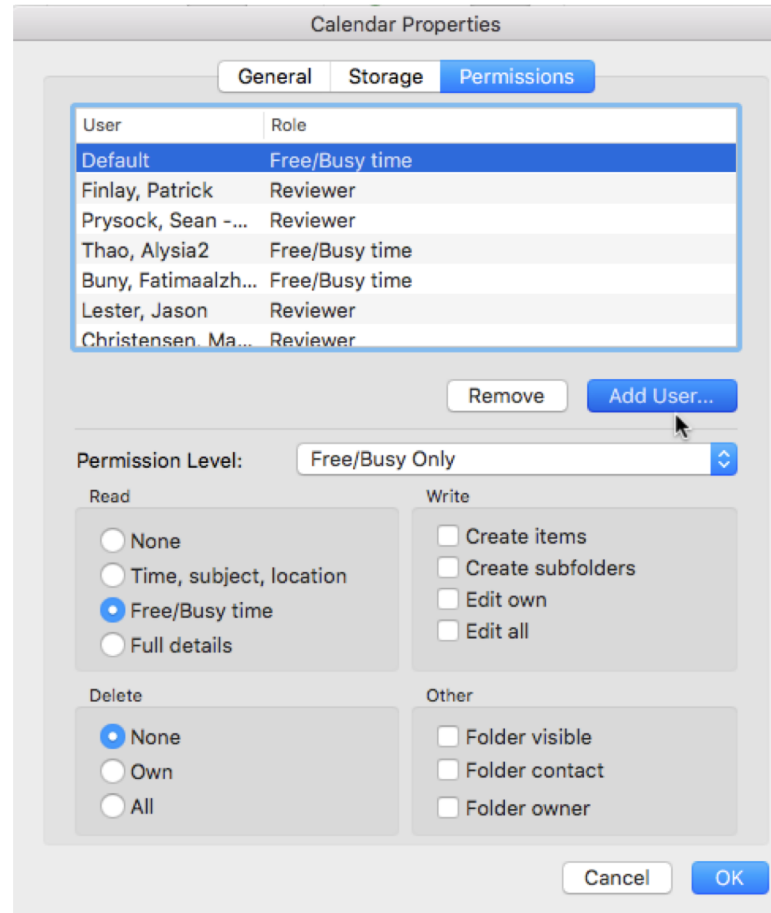 Calendar Properties
General Storage Permissions
User Role
Default Free/Busy time
Finlay, Patrick Reviewer
Prysock, Sean -... Reviewer
Thao, Alysia2 Free/Busy time
Buny, Fatimaalzh... Free/Busy time
Lester, Jason Reviewer
Christensen, Ma... Reviewer
Remove Add User...
Permission Level: Free/Busy Only
Read Write
None Create items
Time, subject, location Create subfolders
Free/Busy time Edit own
Full details Edit all
Delete Other
None Folder visible
Own Folder contact
All Folder owner
Cancel OK